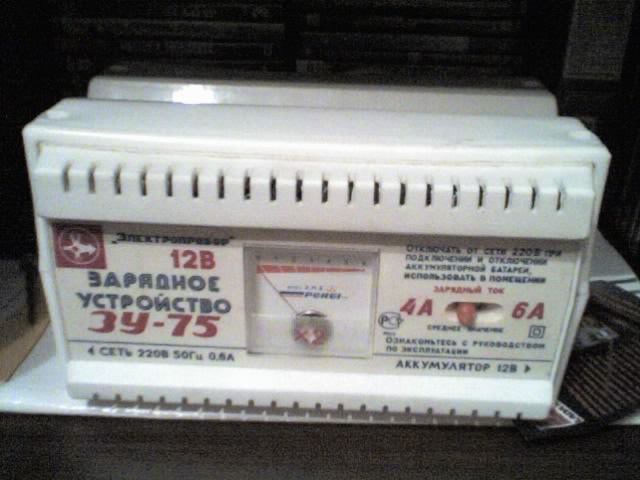 „Электроприбор"
12В
ЗАРЯДНОЕ
УСТРОЙСТВО
ЗУ-75
СЕТЬ 220В 50Гц 0,6А
×2
ОТКЛЮЧАТЬ ОТ СЕТИ 220В ПРИ
ПОДКЛЮЧЕНИИ И ОТКЛЮЧЕНИИ
АККУМУЛЯТОРНОЙ БАТАРЕИ,
ИСПОЛЬЗОВАТЬ В ПОМЕЩЕНИИ
ЗАРЯДНЫЙ ТОК
4А 6А
СРЕДНЕЕ ЗНАЧЕНИЕ
ОЗНАКОМЬТЕСЬ С РУКОВОДСТВОМ
ПО ЭКСПЛУАТАЦИИ
АККУМУЛЯТОР 12В